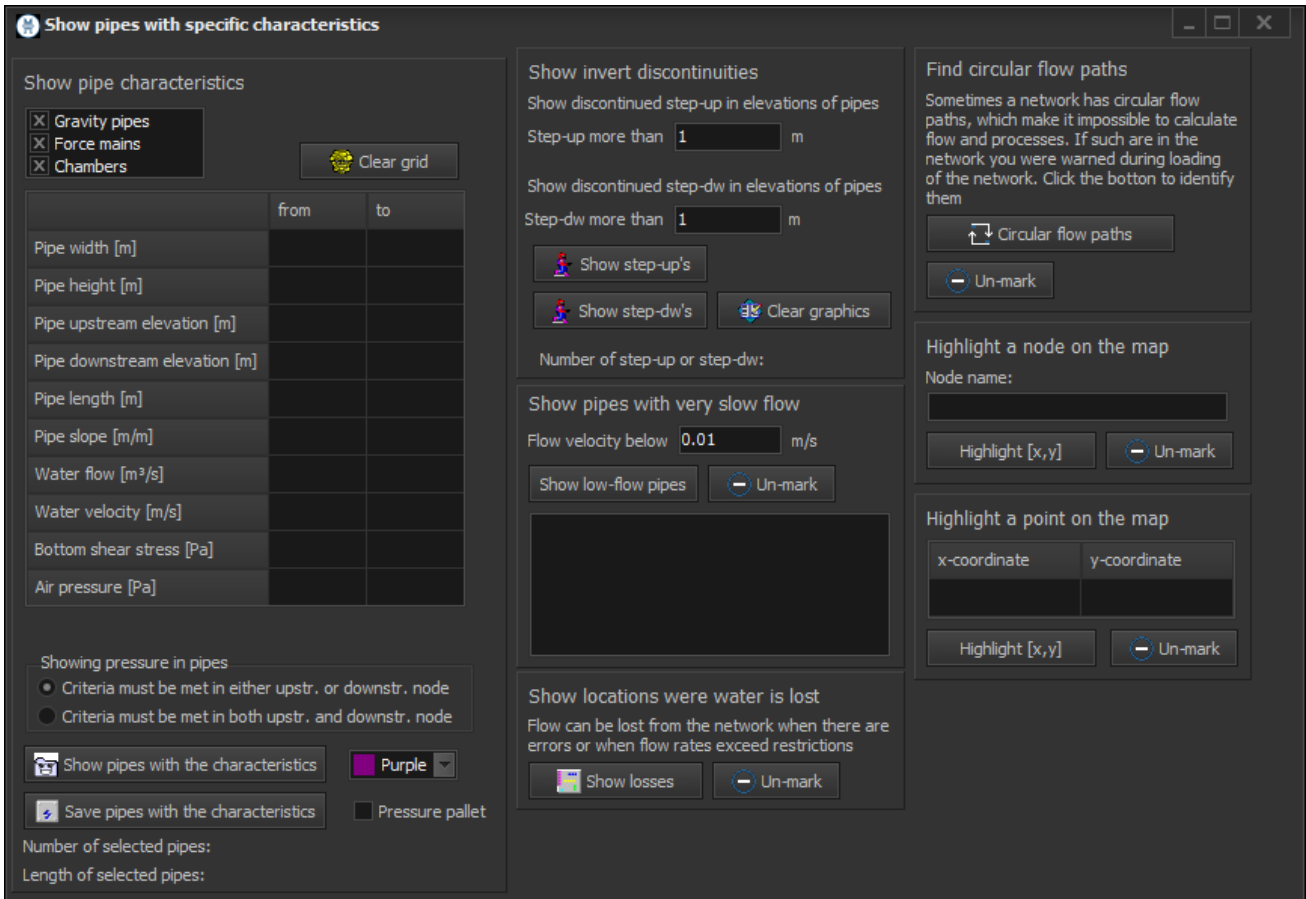 Show pipes with specific characteristics
Show pipe characteristics
Gravity pipes
Force mains
Chambers
Clear grid
from to
Pipe width [m]
Pipe height [m]
Pipe upstream elevation [m]
Pipe downstream elevation [m]
Pipe length [m]
Pipe slope [m/m]
Water flow [m³/s]
Water velocity [m/s]
Bottom shear stress [Pa]
Air pressure [Pa]
Showing pressure in pipes
Criteria must be met in either upstr. or downstr. node
Criteria must be met in both upstr. and downstr. node
Show pipes with the characteristics
Purple
Save pipes with the characteristics
Pressure pallet
Number of selected pipes:
Length of selected pipes:
Show invert discontinuities
Show discontinued step-up in elevations of pipes
Step-up more than 1 m
Show discontinued step-dw in elevations of pipes
Step-dw more than 1 m
Show step-up's
Show step-dw's
Clear graphics
Number of step-up or step-dw:
Show pipes with very slow flow
Flow velocity below 0.01 m/s
Show low-flow pipes
Un-mark
Show locations were water is lost
Flow can be lost from the network when there are
errors or when flow rates exceed restrictions
Show losses
Un-mark
Find circular flow paths
Sometimes a network has circular flow
paths, which make it impossible to calculate
flow and processes. If such are in the
network you were warned during loading
of the network. Click the botton to identify
them
Circular flow paths
Un-mark
Highlight a node on the map
Node name:
Highlight [x,y]
Un-mark
Highlight a point on the map
x-coordinate y-coordinate
Highlight [x,y]
Un-mark